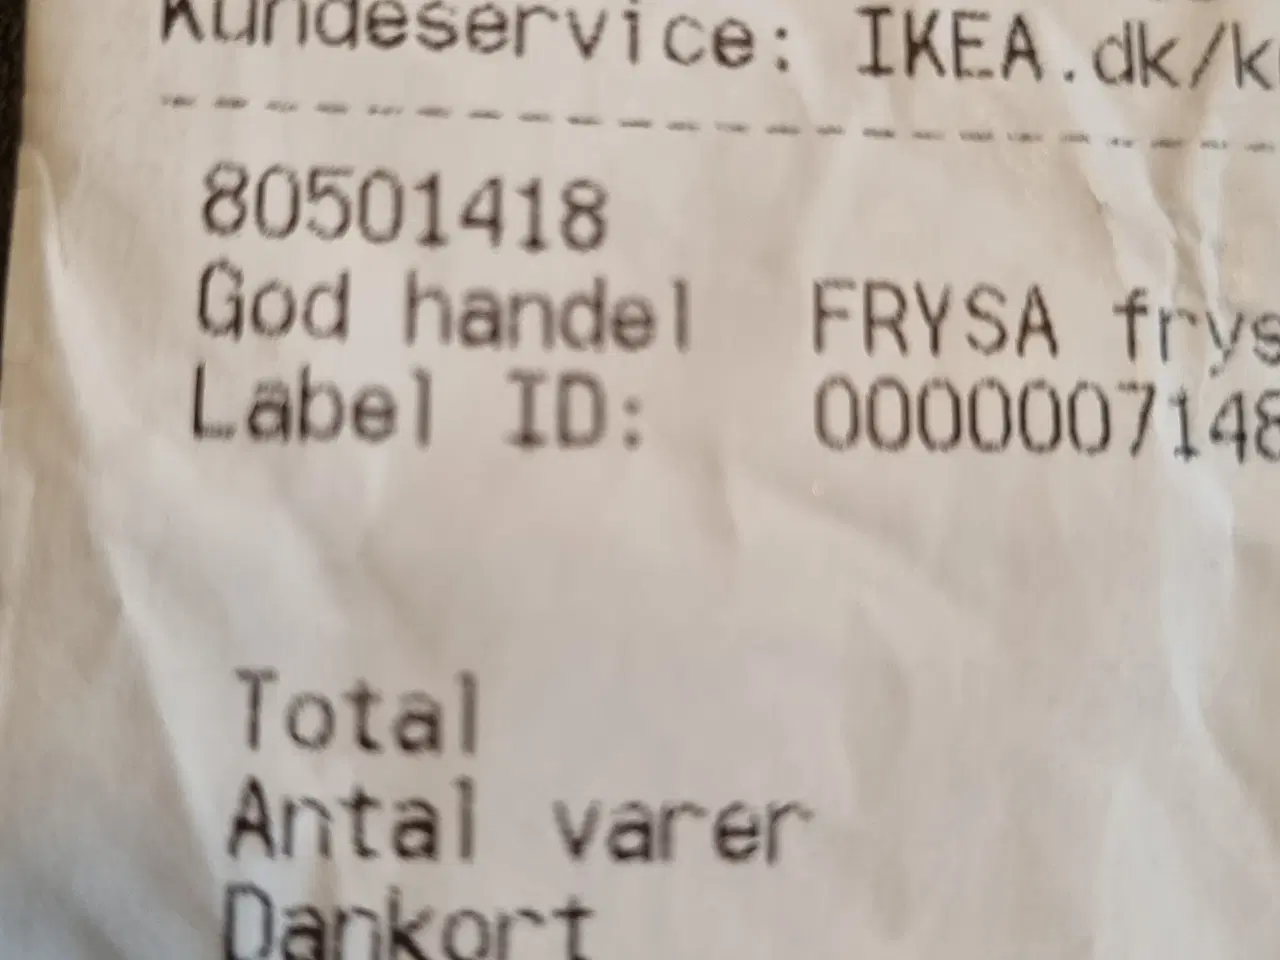 Kundeservice: IKEA.dk/k
--------------------------------
80501418
God handel FRYSA frys
Label ID: 0000007148
Total
Antal varer
Dankort